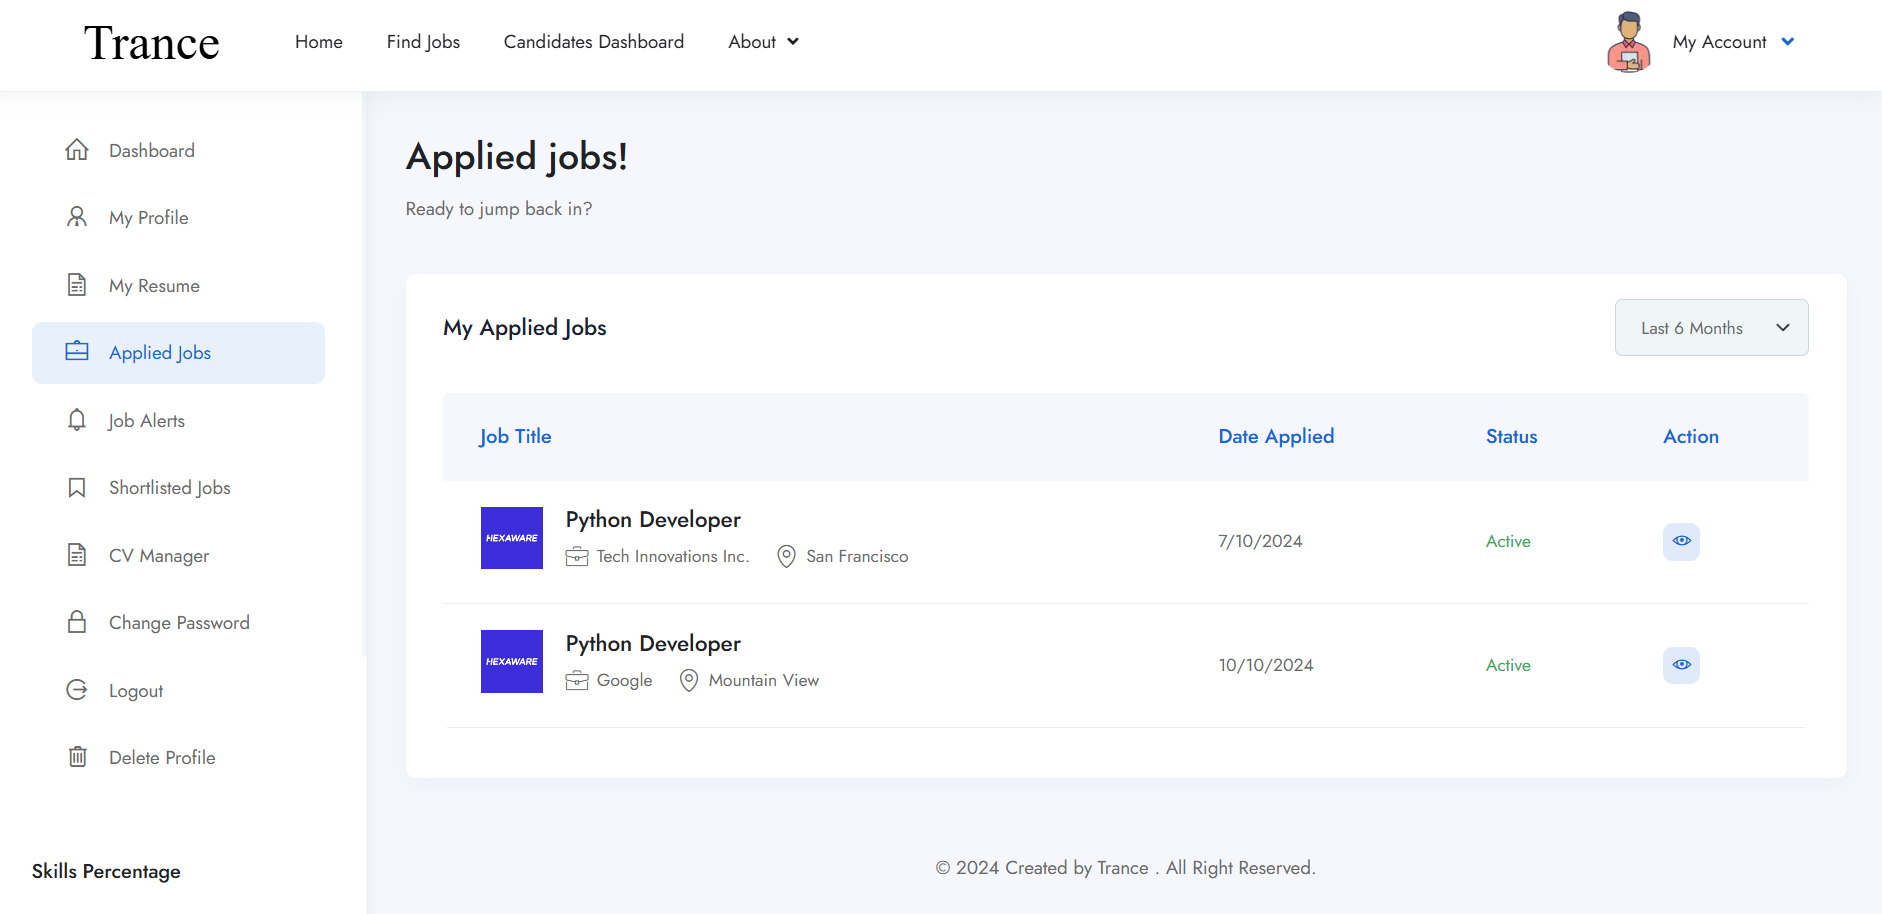 Trance
Home
Find Jobs
Candidates Dashboard
About
My Account
Dashboard
My Profile
My Resume
Applied Jobs
Job Alerts
Shortlisted Jobs
CV Manager
Change Password
Logout
Delete Profile
Skills Percentage
Applied jobs!
Ready to jump back in?
My Applied Jobs
Last 6 Months
Job Title Date Applied Status Action
HEXAWARE
Python Developer
Tech Innovations Inc. San Francisco
7/10/2024
Active
HEXAWARE
Python Developer
Google Mountain View
10/10/2024
Active
© 2024 Created by Trance . All Right Reserved.